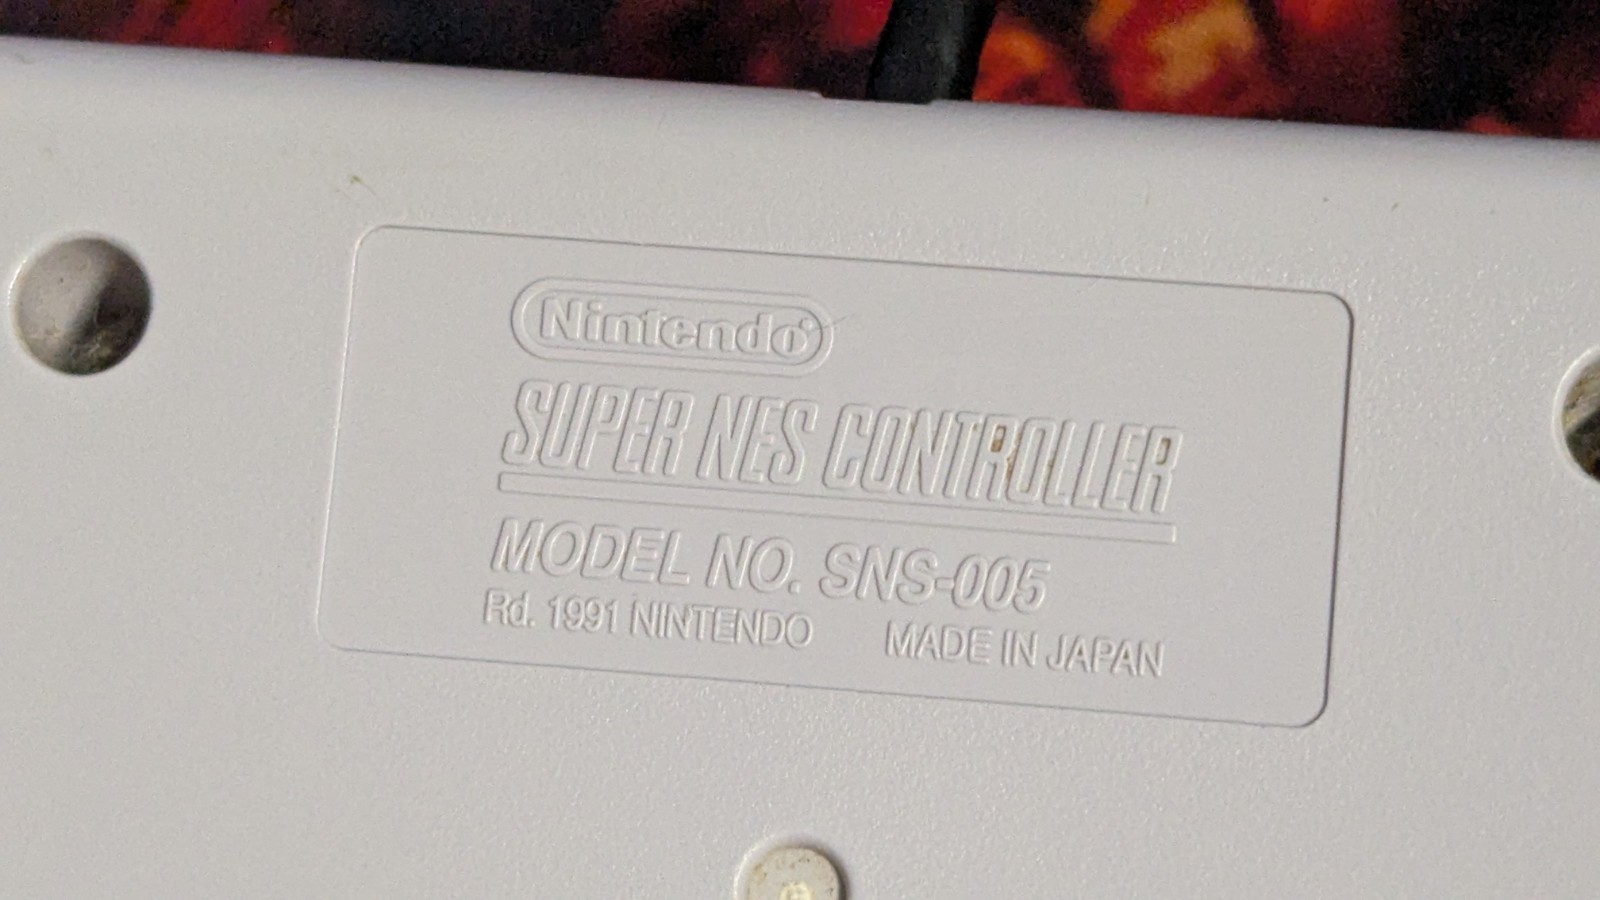 Nintendo®
SUPER NES CONTROLLER
MODEL NO. SNS-005
Rd. 1991 NINTENDO MADE IN JAPAN